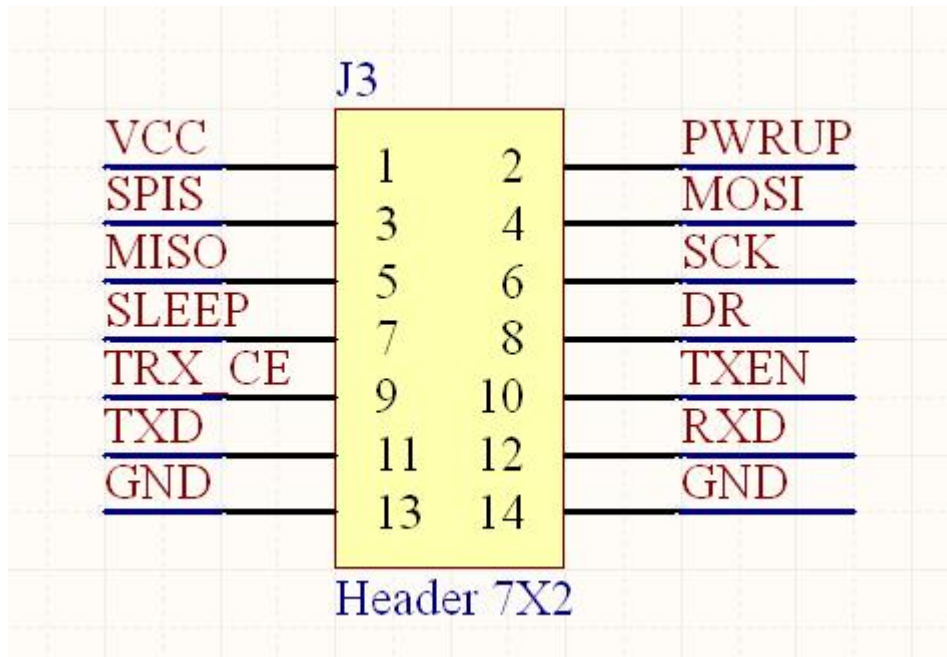 J3
VCC 1 2 PWRUP
SPIS 3 4 MOSI
MISO 5 6 SCK
SLEEP 7 8 DR
TRX_CE 9 10 TXEN
TXD 11 12 RXD
GND 13 14 GND
Header 7X2